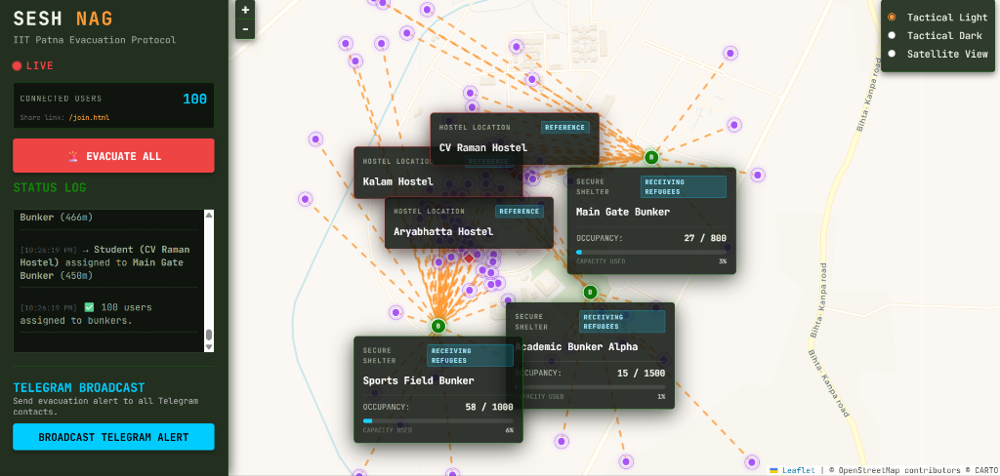 SESH NAG
IIT Patna Evacuation Protocol
LIVE
CONNECTED USERS 100
Share link: /join.html
🚨 EVACUATE ALL
STATUS LOG
Bunker (466m)
[10:26:19 PM] → Student (CV Raman
Hostel) assigned to Main Gate
Bunker (450m)
[10:26:19 PM] ✅ 100 users
assigned to bunkers.
TELEGRAM BROADCAST
Send evacuation alert to all Telegram
contacts.
BROADCAST TELEGRAM ALERT
+
-
Tactical Light
Tactical Dark
Satellite View
HOSTEL LOCATION REFERENCE
CV Raman Hostel
HOSTEL LOCATION REFERENCE
Kalam Hostel
HOSTEL LOCATION REFERENCE
Aryabhatta Hostel
B
SECURE
SHELTER
RECEIVING
REFUGEES
Main Gate Bunker
OCCUPANCY: 27 / 800
CAPACITY USED 3%
B
SECURE
SHELTER
RECEIVING
REFUGEES
Academic Bunker Alpha
OCCUPANCY: 15 / 1500
CAPACITY USED 1%
B
SECURE
SHELTER
RECEIVING
REFUGEES
Sports Field Bunker
OCCUPANCY: 58 / 1000
CAPACITY USED 6%
Bihta- Kanpa road
Bihta- Kanpa road
Bihta- Kanpa road
Leaflet | © OpenStreetMap contributors © CARTO